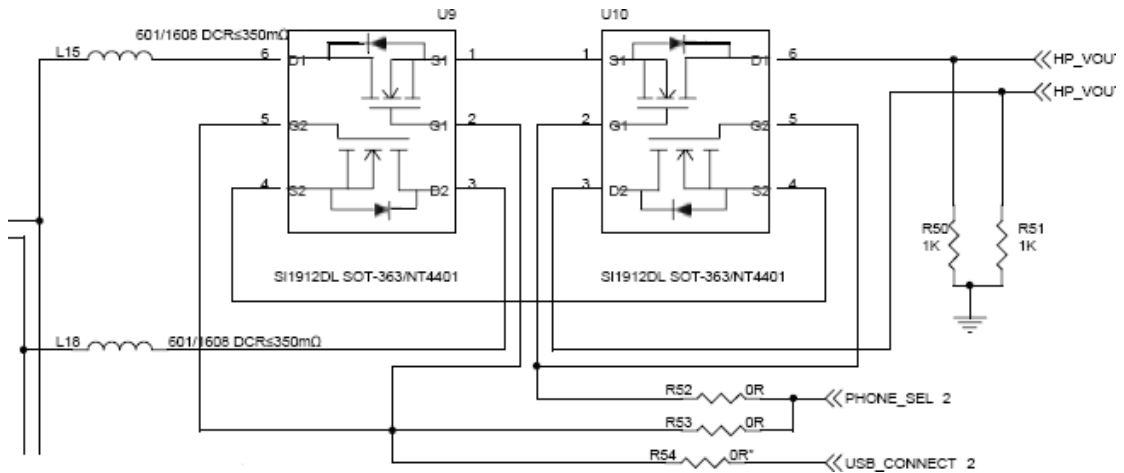 U9
U10
L15
601/1608 DCR≤350mΩ
6
D1
S1
1
1
S1
D1
6
HP_VOU
HP_VOU
5
G2
G1
2
2
G1
G2
5
4
S2
D2
3
3
D2
S2
4
R50
1K
R51
1K
SI1912DL SOT-363/NT4401
SI1912DL SOT-363/NT4401
L18
601/1608 DCR≤350mΩ
R52
0R
PHONE_SEL 2
R53
0R
R54
0R*
USB_CONNECT 2